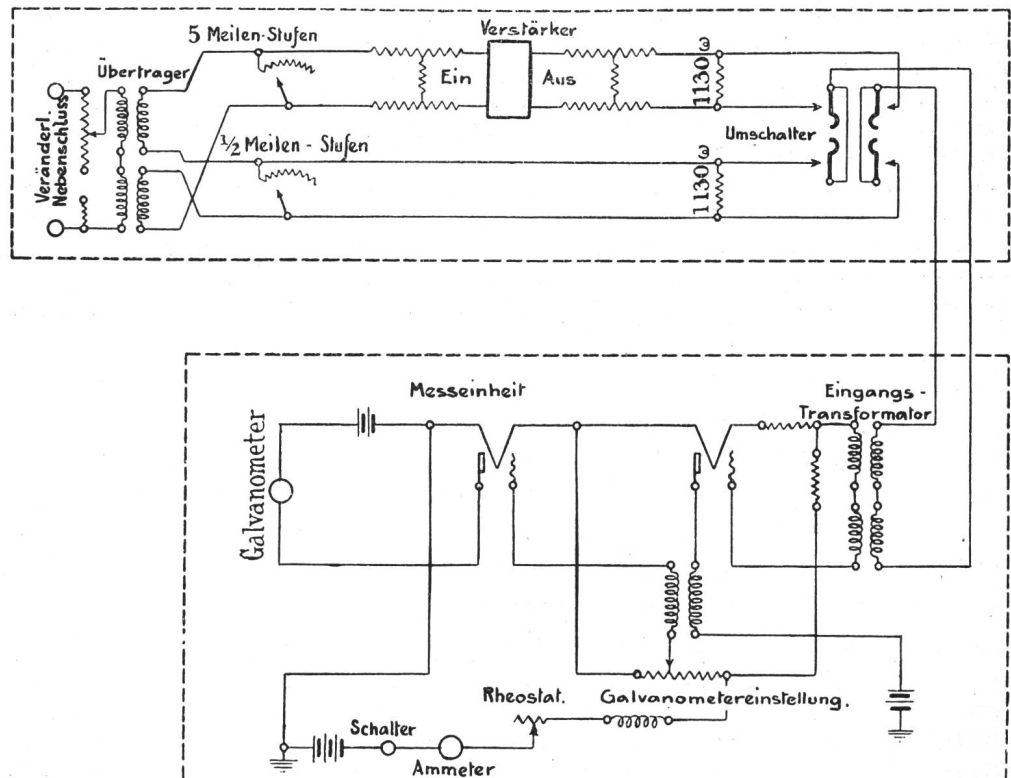 5 Meilen-Stufen
Verstärker
Übertrager
Ein
Aus
1130 ω
Veränderl.
Nebenschluss
½ Meilen - Stufen
Umschalter
1130 ω
Messeinheit
Eingangs -
Transformator
Galvanometer
Rheostat.
Galvanometereinstellung.
Schalter
Ammeter